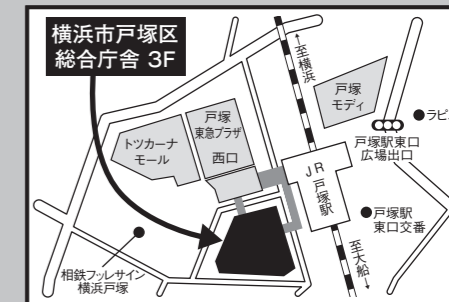 横浜市戸塚区
総合庁舎 3F
←至横浜
戸塚
モディ
ラピ
戸塚
東急プラザ
西口
トツカーナ
モール
戸塚駅東口
広場出口
JR
戸塚駅
戸塚駅
東口交番
相鉄フレッサイン
横浜戸塚
至大船→